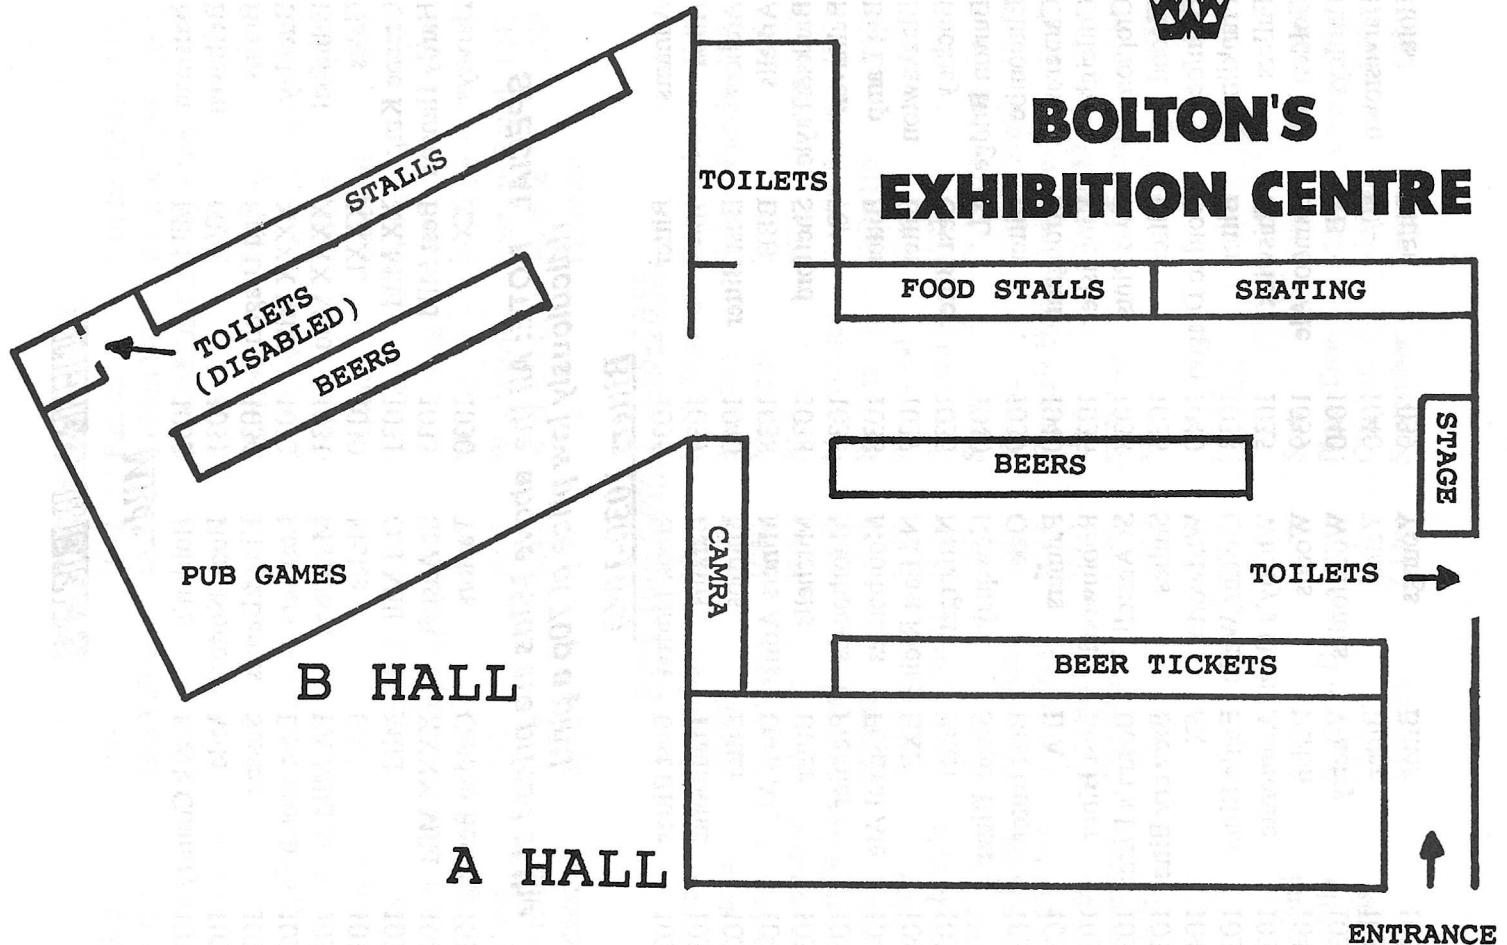 BOLTON'S
EXHIBITION CENTRE
STALLS
TOILETS
TOILETS
(DISABLED)
BEERS
FOOD STALLS
SEATING
BEERS
STAGE
CAMRA
PUB GAMES
TOILETS
BEER TICKETS
B HALL
A HALL
ENTRANCE